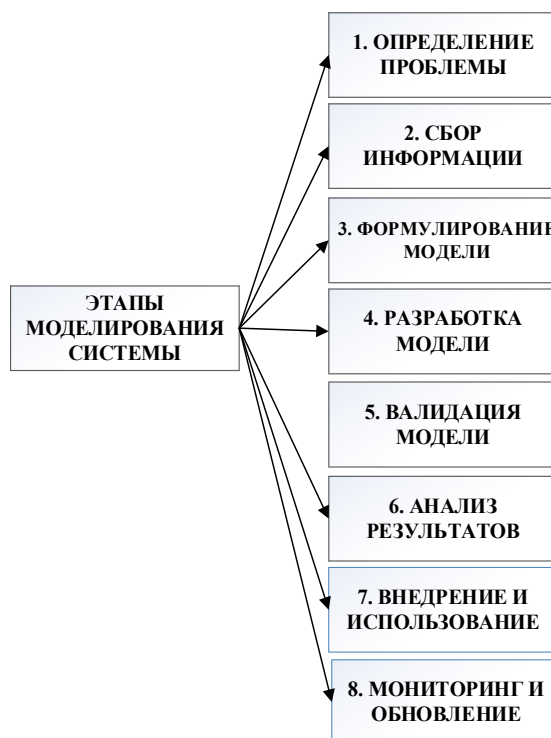 1. ОПРЕДЕЛЕНИЕ
ПРОБЛЕМЫ
2. СБОР
ИНФОРМАЦИИ
3. ФОРМУЛИРОВАНИЕ
МОДЕЛИ
ЭТАПЫ
МОДЕЛИРОВАНИЯ
СИСТЕМЫ
4. РАЗРАБОТКА
МОДЕЛИ
5. ВАЛИДАЦИЯ
МОДЕЛИ
6. АНАЛИЗ
РЕЗУЛЬТАТОВ
7. ВНЕДРЕНИЕ И
ИСПОЛЬЗОВАНИЕ
8. МОНИТОРИНГ И
ОБНОВЛЕНИЕ